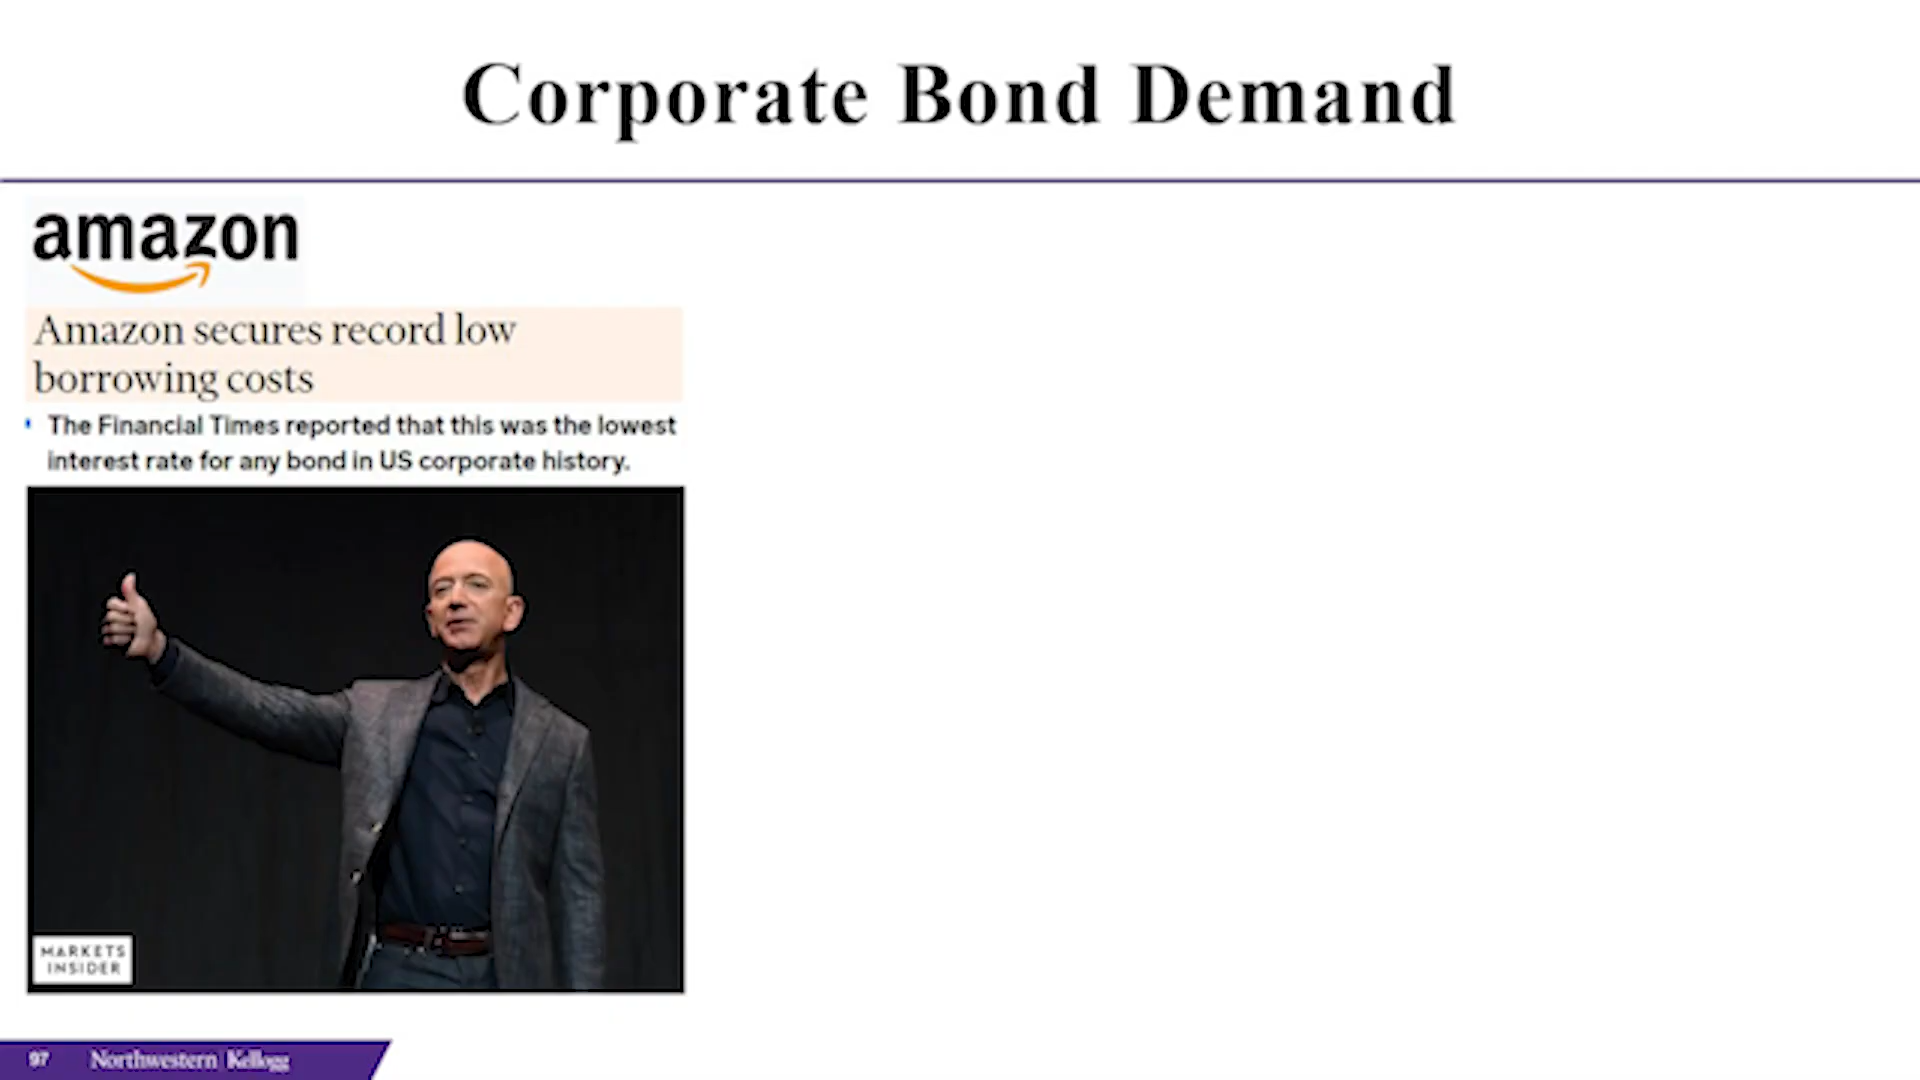 Corporate Bond Demand
amazon
Amazon secures record low
borrowing costs
The Financial Times reported that this was the lowest
interest rate for any bond in US corporate history.
MARKETS
INSIDER
97 Northwestern Kellogg